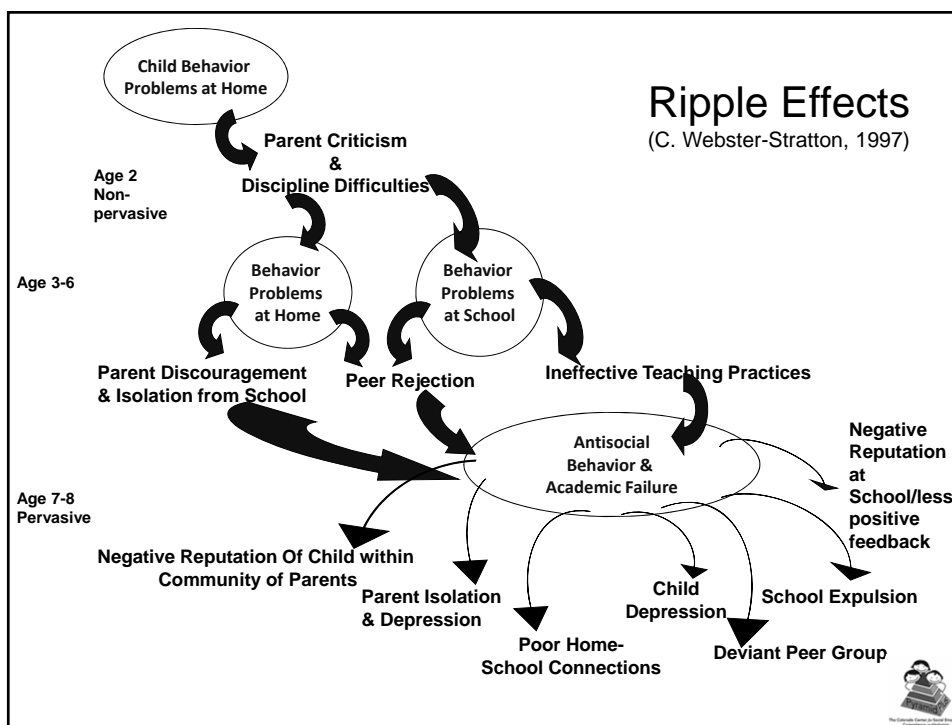 Child Behavior
Problems at Home
Ripple Effects
(C. Webster-Stratton, 1997)
Parent Criticism
&
Discipline Difficulties
Age 2
Non-
pervasive
Age 3-6
Behavior
Problems
at Home
Behavior
Problems
at School
Parent Discouragement
& Isolation from School
Peer Rejection
Ineffective Teaching Practices
Antisocial
Behavior &
Academic Failure
Negative
Reputation
at
School/less
positive
feedback
Age 7-8
Pervasive
Negative Reputation Of Child within
Community of Parents
Parent Isolation
& Depression
Poor Home-
School Connections
Child
Depression
Deviant Peer Group
School Expulsion
Pyramid